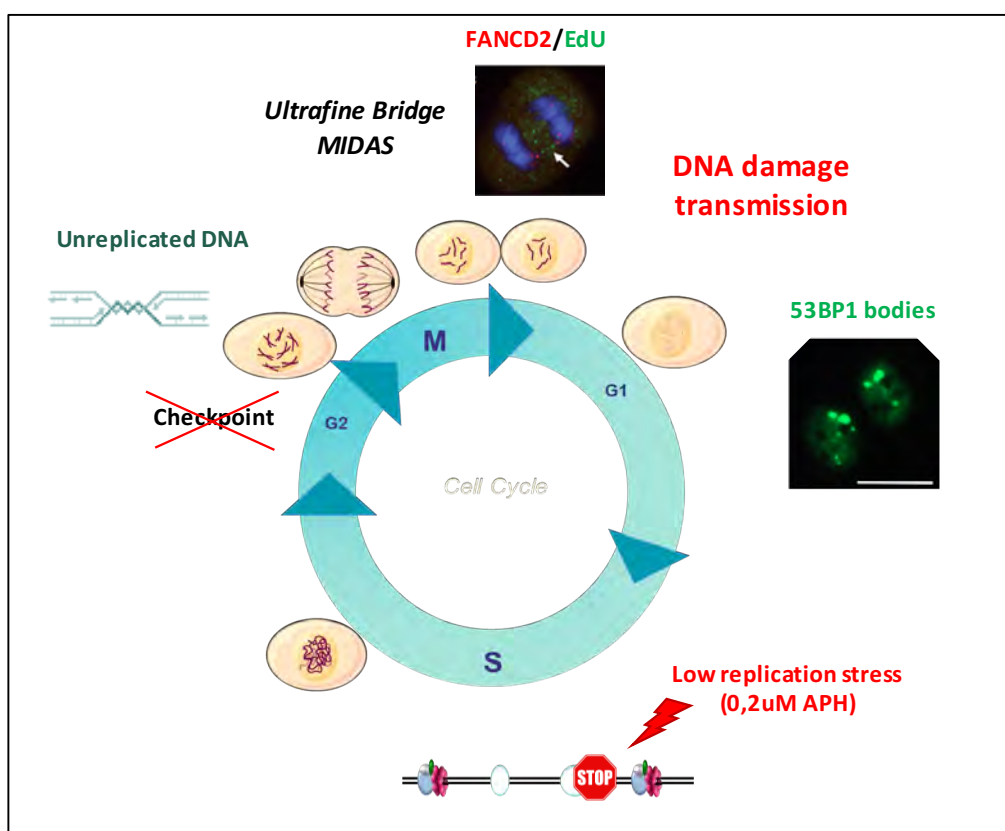 FANCD2/EdU
Ultrafine Bridge
MIDAS
DNA damage
transmission
Unreplicated DNA
53BP1 bodies
M
G1
Checkpoint
G2
Cell Cycle
S
Low replication stress
(0,2uM APH)
STOP